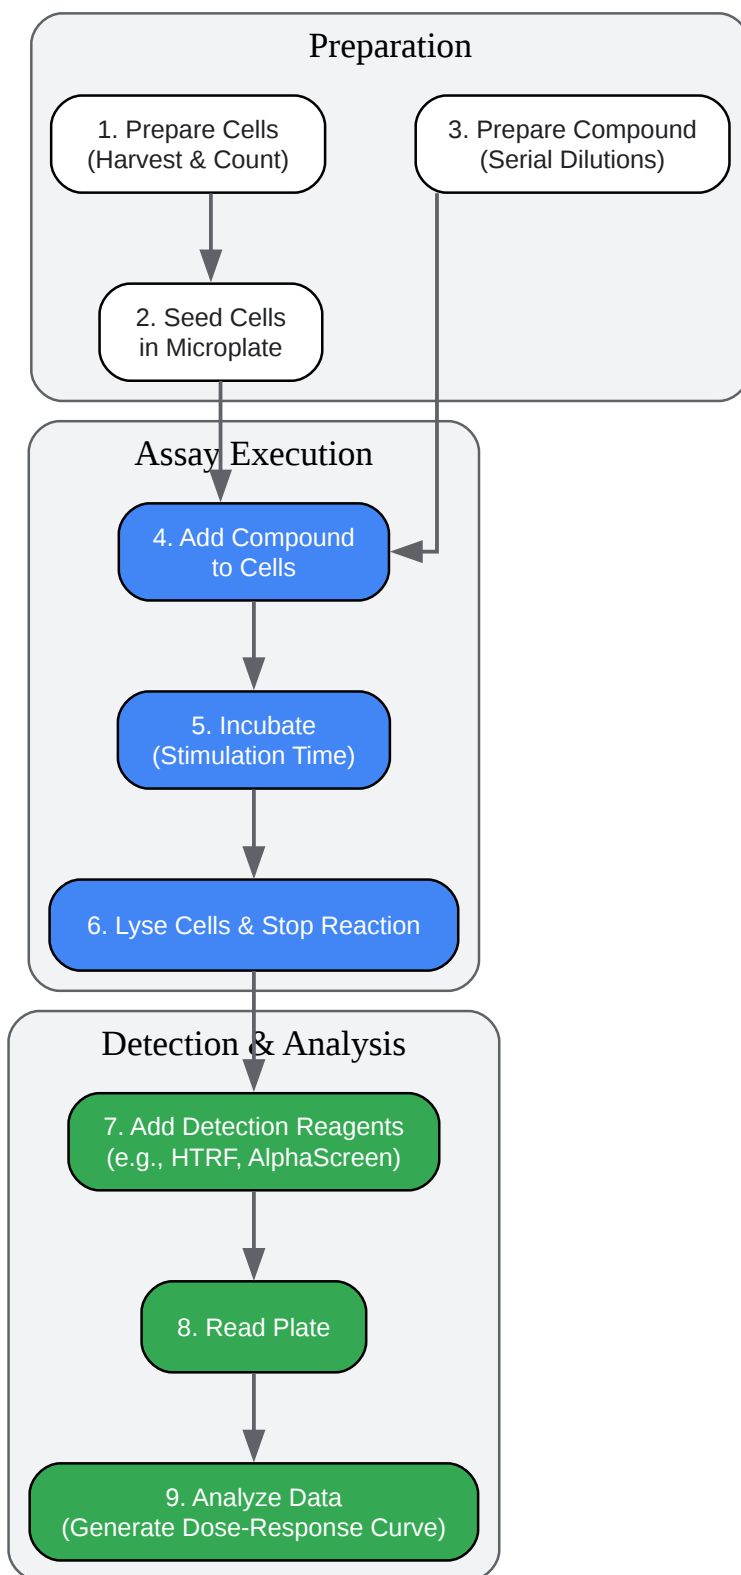 Preparation
1. Prepare Cells
(Harvest & Count)
3. Prepare Compound
(Serial Dilutions)
2. Seed Cells
in Microplate
Assay Execution
4. Add Compound
to Cells
5. Incubate
(Stimulation Time)
6. Lyse Cells & Stop Reaction
Detection & Analysis
7. Add Detection Reagents
(e.g., HTRF, AlphaScreen)
8. Read Plate
9. Analyze Data
(Generate Dose-Response Curve)